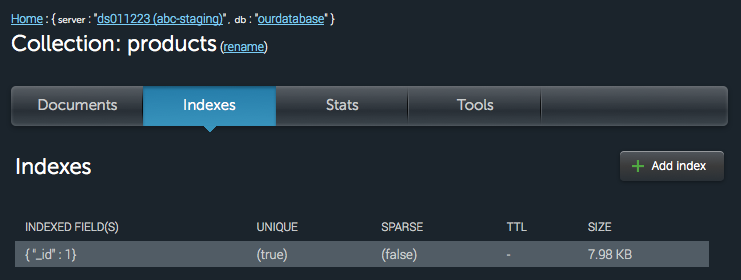 Home : { server : "ds011223 (abc-staging)", db : "ourdatabase" }
Collection: products (rename)
Documents Indexes Stats Tools
Indexes + Add index
INDEXED FIELD(S) UNIQUE SPARSE TTL SIZE
{ "_id" : 1} (true) (false) - 7.98 KB